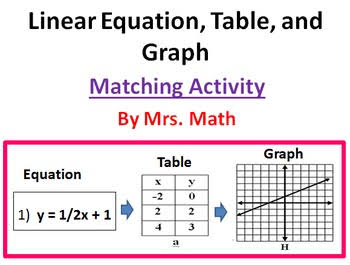 Linear Equation, Table, and
Graph
Matching Activity
By Mrs. Math
Equation
1) y = 1/2x + 1
Table
x y
-2 0
2 2
4 3
a
Graph
H